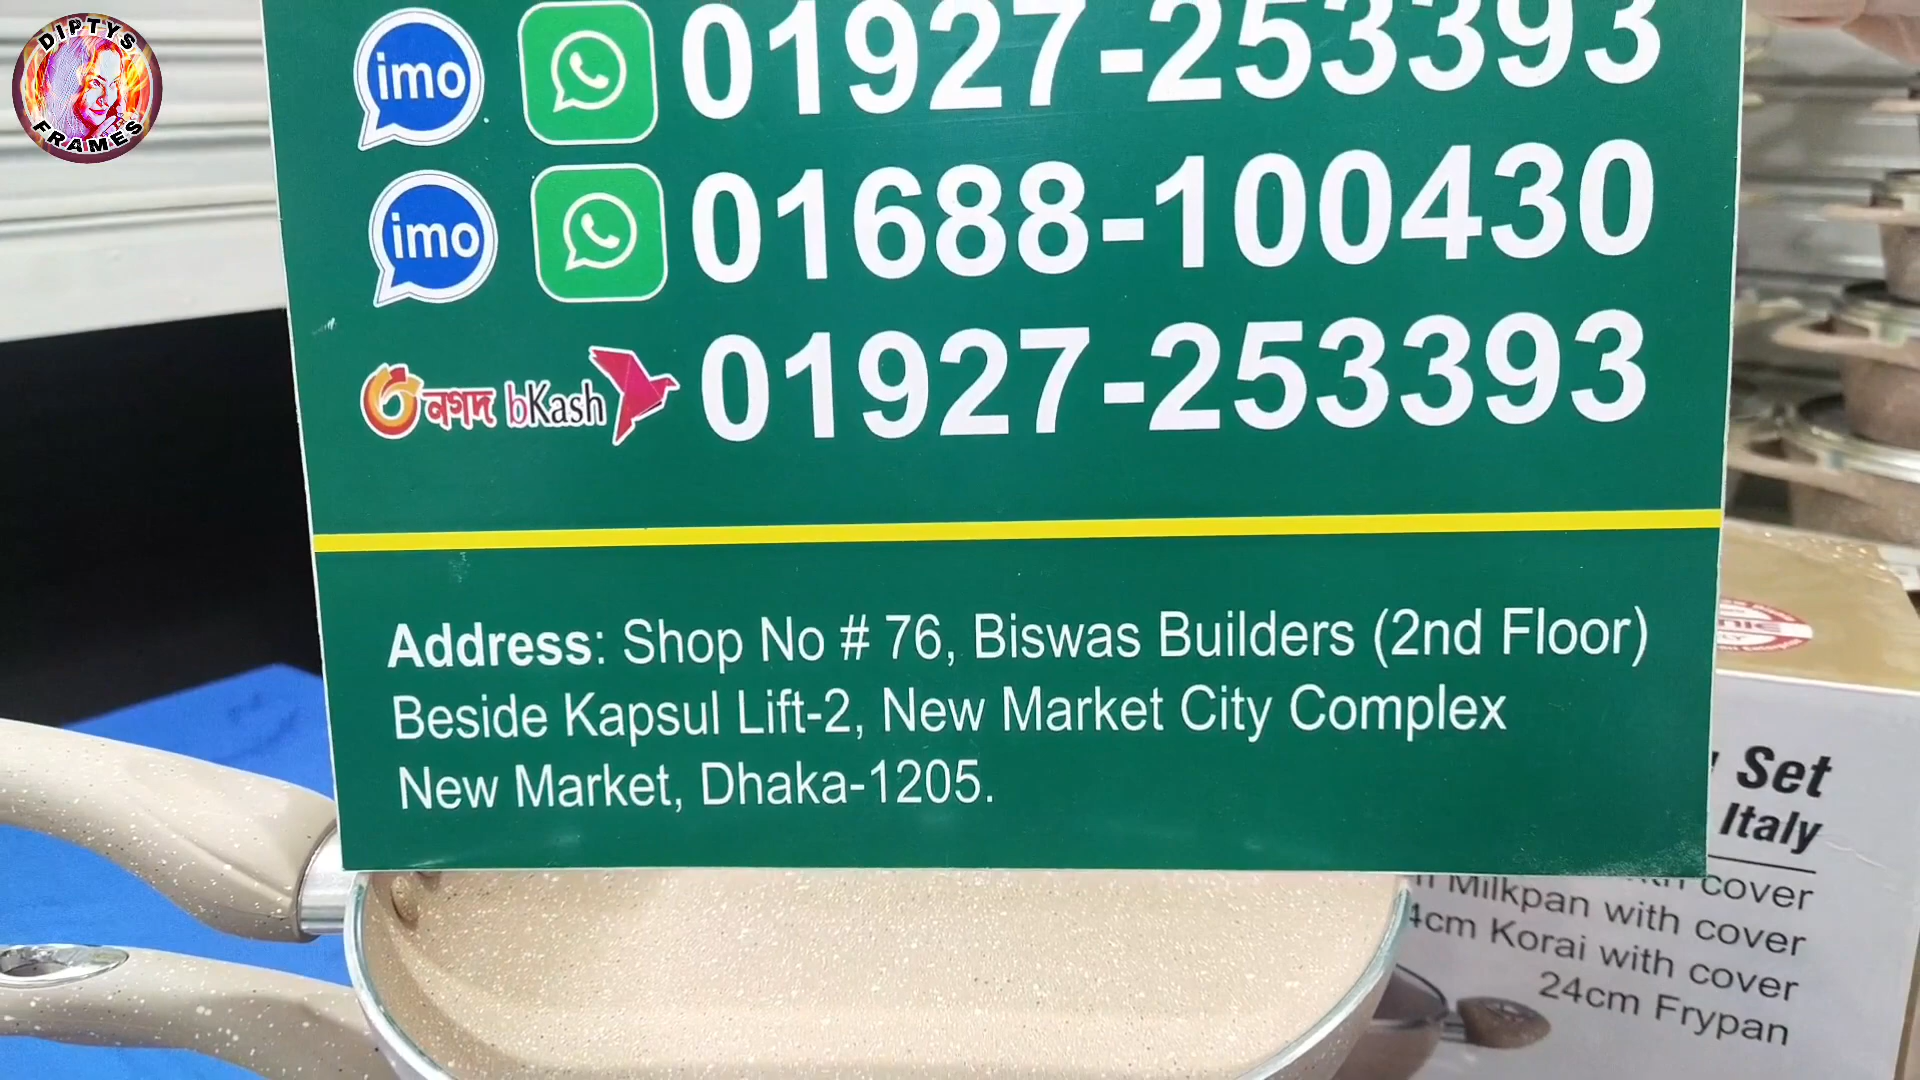 DIPTYS
FRAMES
imo 01927-253393
imo 01688-100430
নগদ bKash 01927-253393
Address: Shop No # 76, Biswas Builders (2nd Floor)
Beside Kapsul Lift-2, New Market City Complex
New Market, Dhaka-1205.
Set
Italy
cover
Milkpan with cover
4cm Korai with cover
24cm Frypan